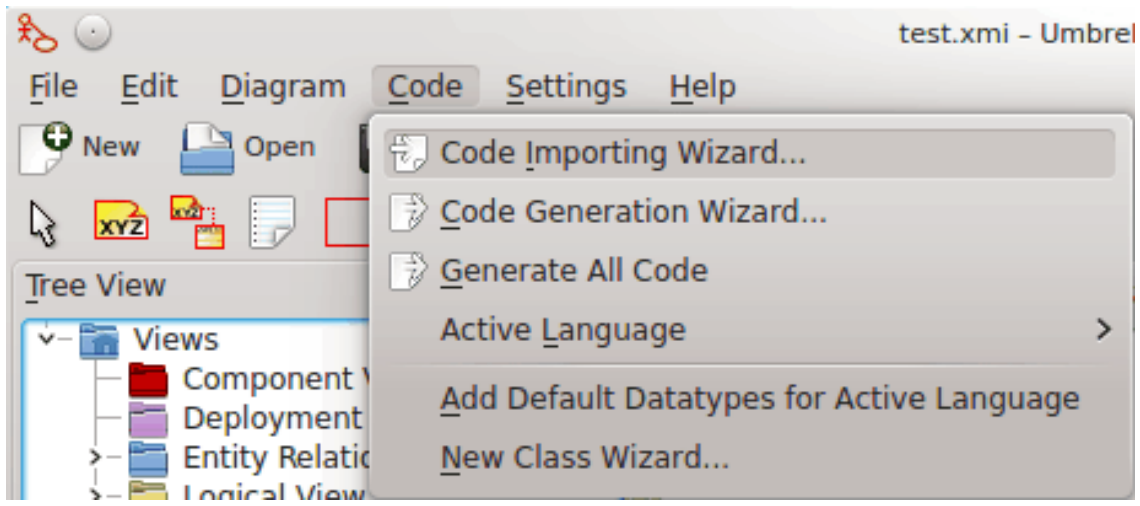 test.xmi – Umbrel
File Edit Diagram Code Settings Help
New Open
Code Importing Wizard...
XYZ
Code Generation Wizard...
Generate All Code
Tree View
Active Language
Views
Component
Add Default Datatypes for Active Language
Deployment
Entity Relatio
New Class Wizard...
Logical View